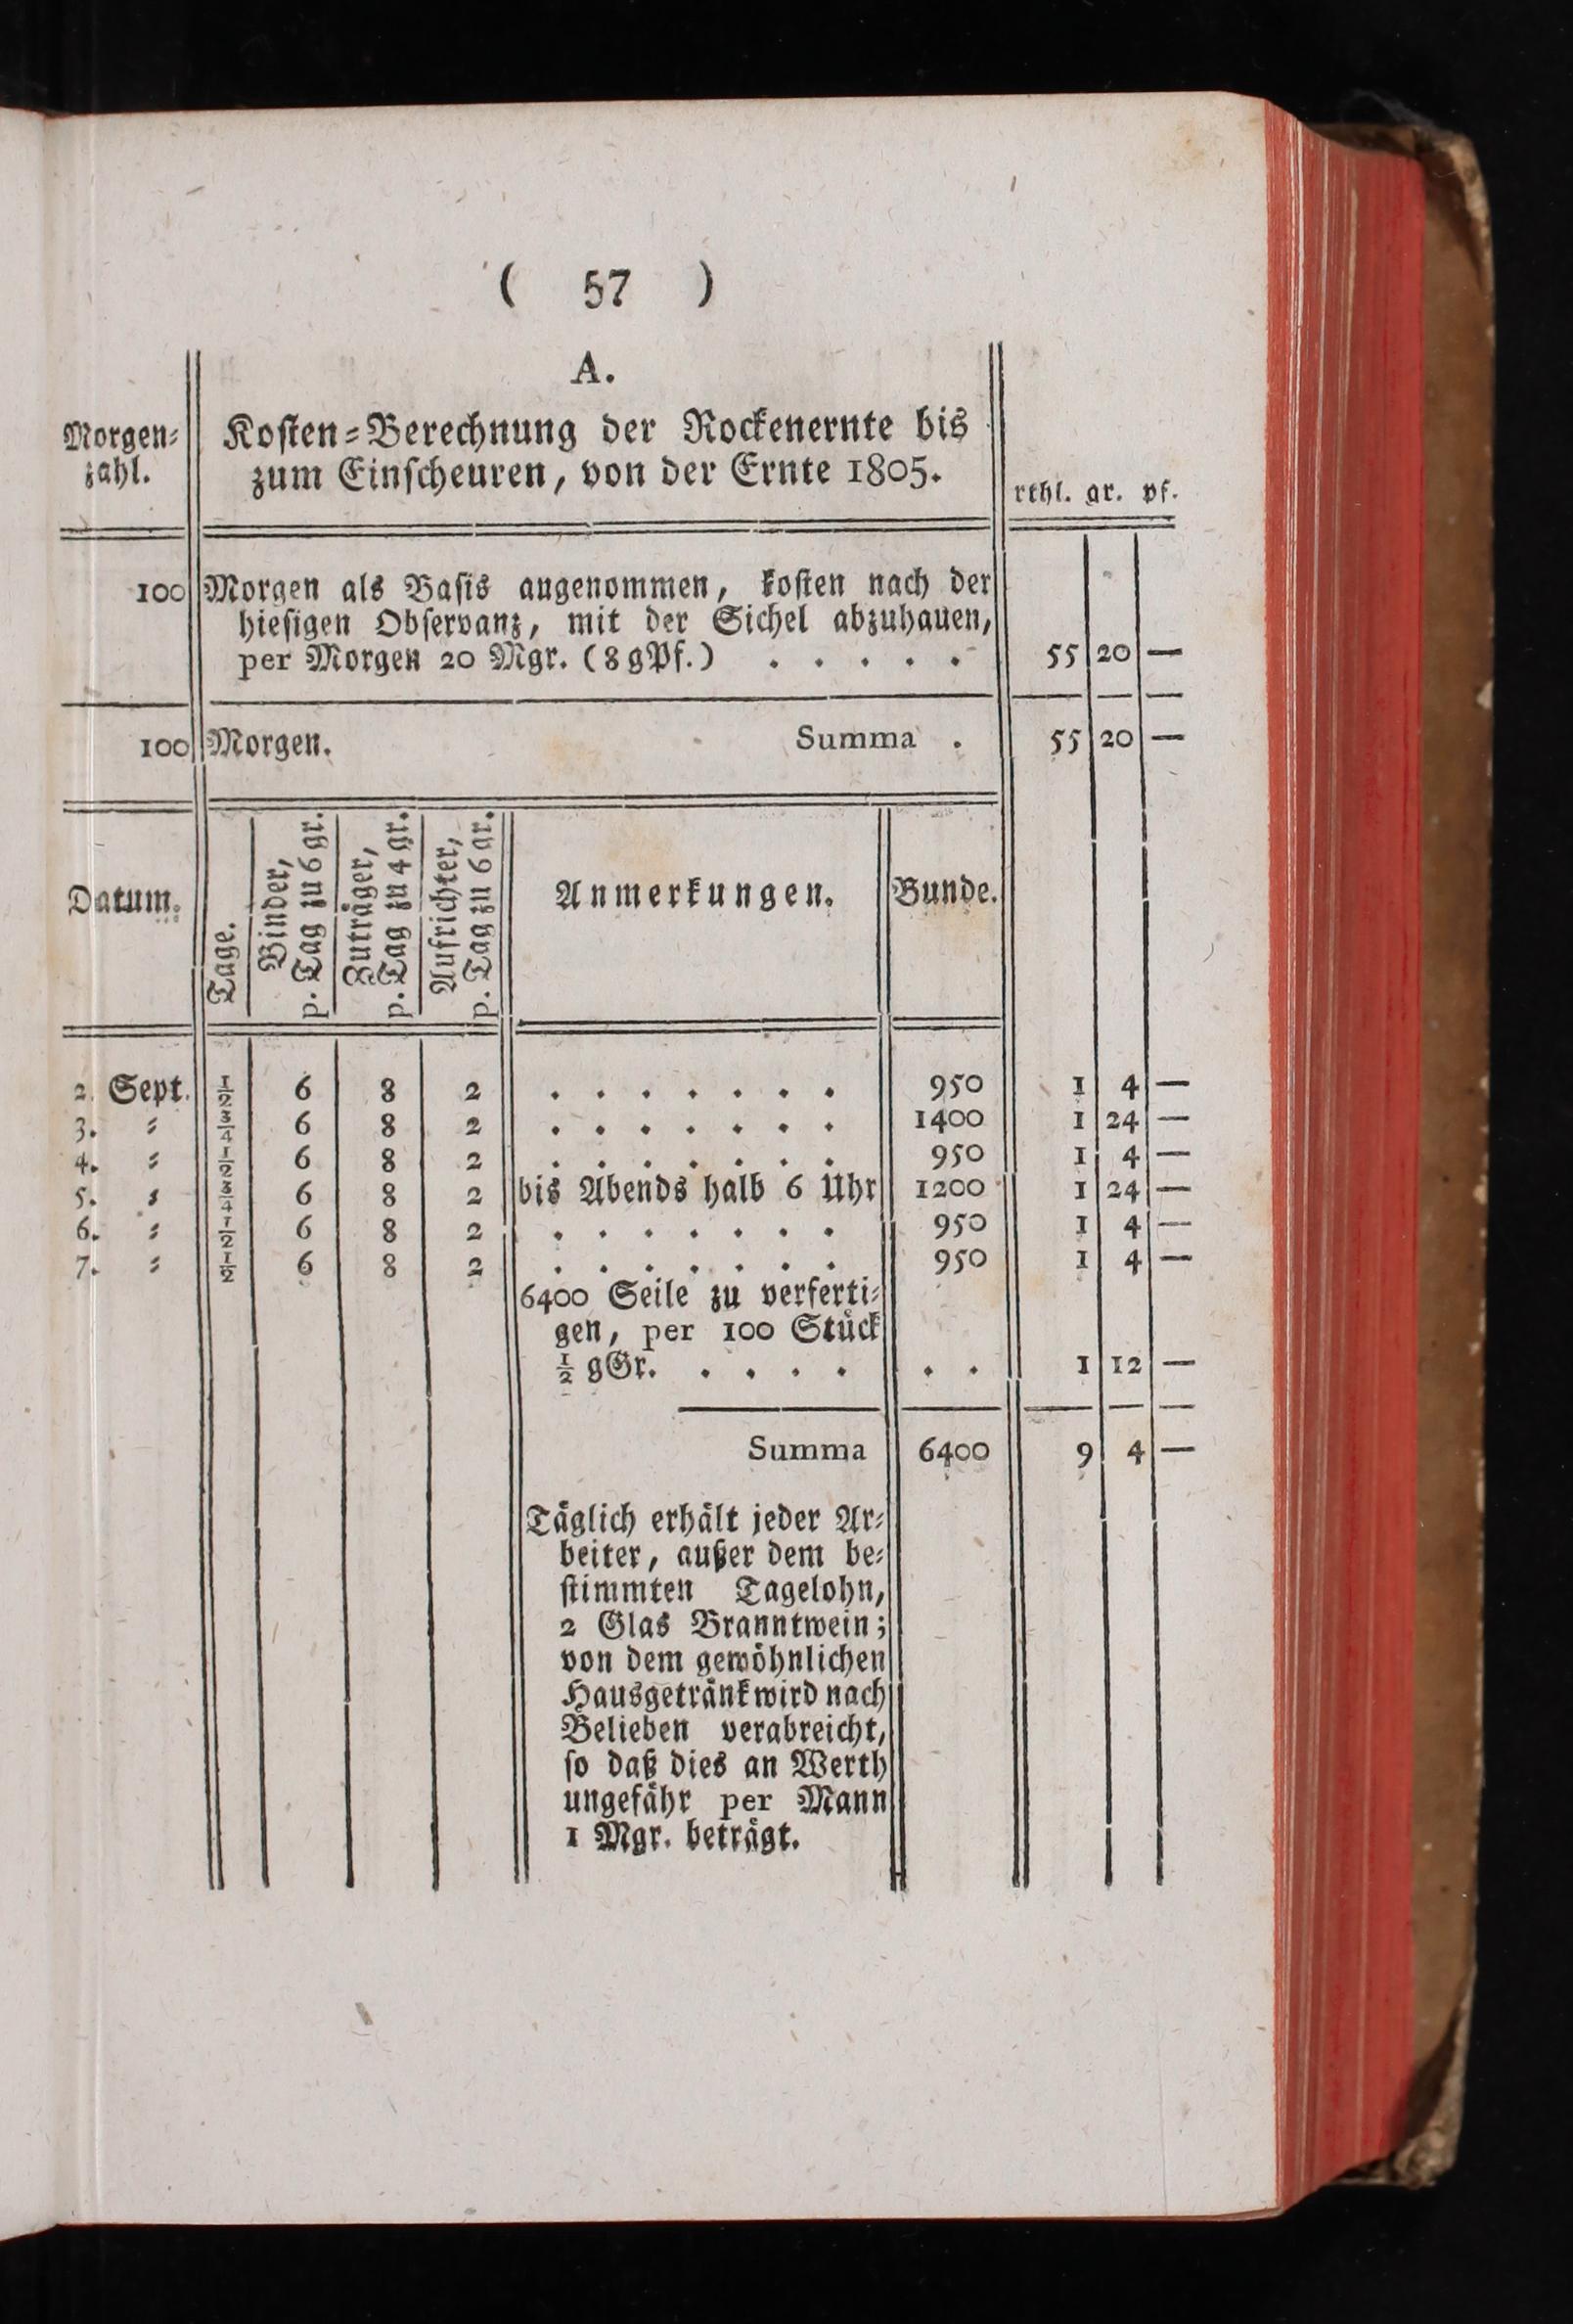 ( 57 )
A.
Morgen-
zahl.
Kosten-Berechnung der Rockenernte bis
zum Einscheuren, von der Ernte 1805.
rthl. gr. pf.
100 Morgen als Basis angenommen, kosten nach der
hiesigen Observanz, mit der Sichel abzuhauen,
per Morgen 20 Mgr. (8 gPf.) . . . . . 55 20 —
100 Morgen. Summa . 55 20 —
Datum.
Tage.
Binder,
p. Tag zu 6 gr.
Zuträger,
p. Tag zu 4 gr.
Aufrichter,
p. Tag zu 6 gr.
Anmerkungen.
Bunde.
2. Sept. ½ 6 8 2 . . . . . . . 950 1 4 —
3. = ¾ 6 8 2 . . . . . . . 1400 1 24 —
4. = ½ 6 8 2 . . . . . . . 950 1 4 —
5. = ¾ 6 8 2 bis Abends halb 6 Uhr 1200 1 24 —
6. = ½ 6 8 2 . . . . . . . 950 1 4 —
7. = ½ 6 8 2 . . . . . . . 950 1 4 —
6400 Seile zu verferti-
gen, per 100 Stück
½ gGr. . . . . . . 1 12 —
Summa 6400 9 4 —
Täglich erhält jeder Ar-
beiter, außer dem be-
stimmten Tagelohn,
2 Glas Branntwein;
von dem gewöhnlichen
Hausgetränk wird nach
Belieben verabreicht,
so daß dies an Werth
ungefähr per Mann
1 Mgr. beträgt.